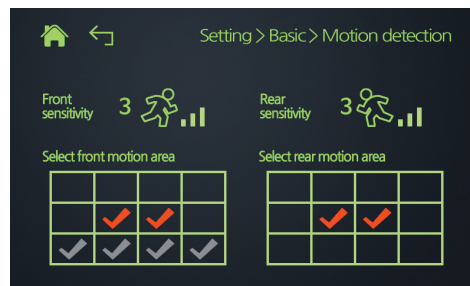 Setting > Basic > Motion detection
Front
sensitivity
3
Rear
sensitivity
3
Select front motion area
Select rear motion area